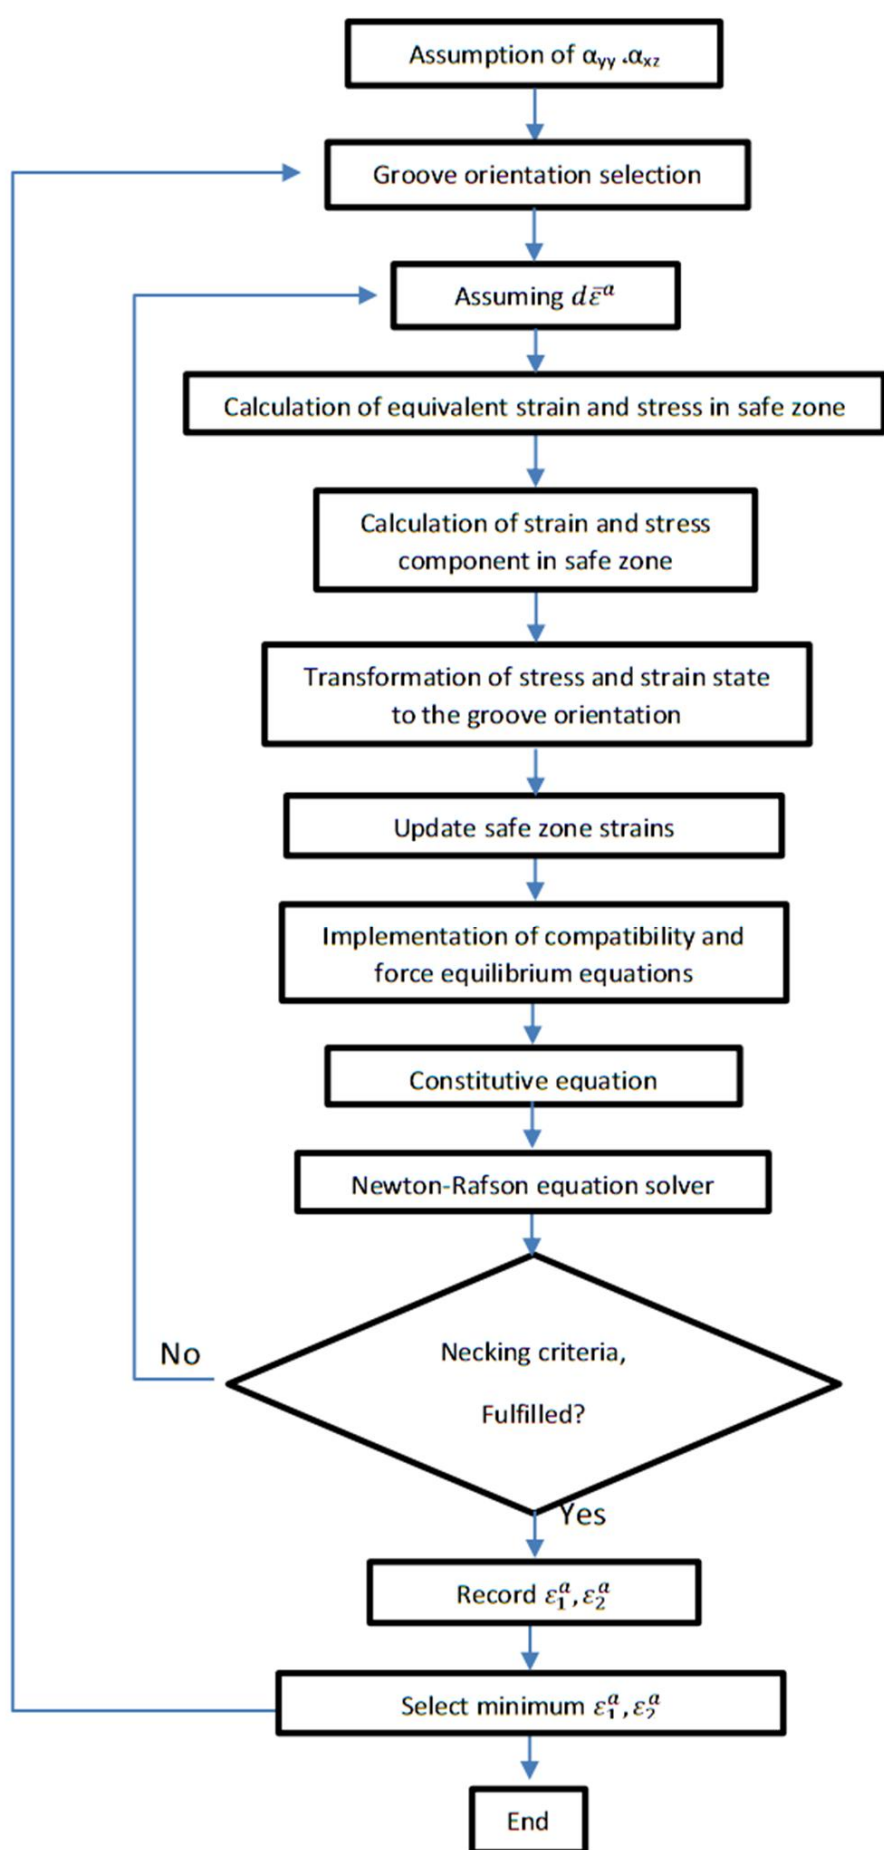 Assumption of αyy ،αxz
Groove orientation selection
Assuming dε̄ᵃ
Calculation of equivalent strain and stress in safe zone
Calculation of strain and stress
component in safe zone
Transformation of stress and strain state
to the groove orientation
Update safe zone strains
Implementation of compatibility and
force equilibrium equations
Constitutive equation
Newton-Rafson equation solver
Necking criteria,
Fulfilled?
No
Yes
Record ε₁ᵃ, ε₂ᵃ
Select minimum ε₁ᵃ, ε₂ᵃ
End